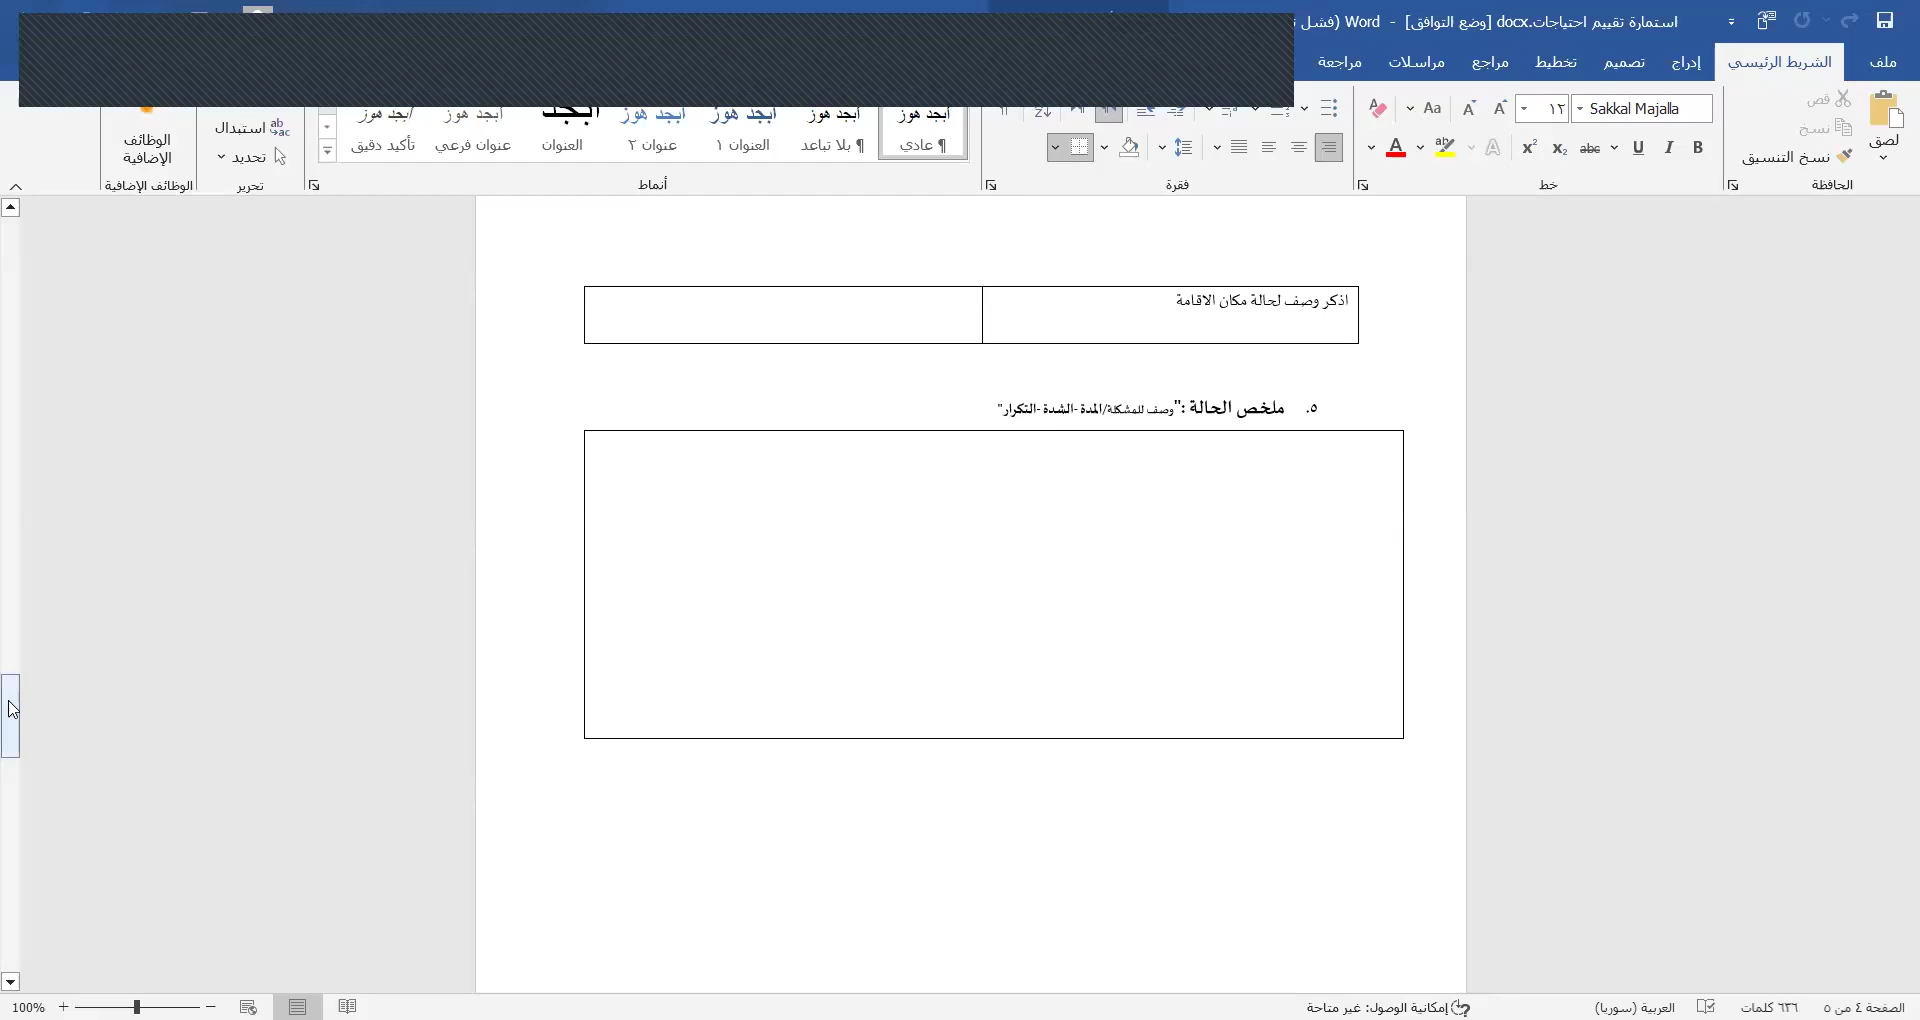 استمارة تقييم احتياجات.docx [وضع التوافق] - Word (فشل
ملف
الشريط الرئيسي
إدراج
تصميم
تخطيط
مراجع
مراسلات
مراجعة
لصق
قص
نسخ
نسخ التنسيق
الحافظة
Sakkal Majalla
١٢
خط
فقرة
أبجد هوز
أبجد هوز
أبجد هوز
أبجد هوز
أبجد
أبجد هوز
أبجد هوز
عادي
بلا تباعد
العنوان ١
عنوان ٢
العنوان
عنوان فرعي
تأكيد دقيق
أنماط
استبدال
تحديد
تحرير
الوظائف
الإضافية
الوظائف الإضافية
اذكر وصف لحالة مكان الاقامة
٥. ملخص الحالة :"وصف للمشكلة/المدة -الشدة -التكرار"
الصفحة ٤ من ٥
٦٣٦ كلمات
العربية (سوريا)
إمكانية الوصول: غير متاحة
100%